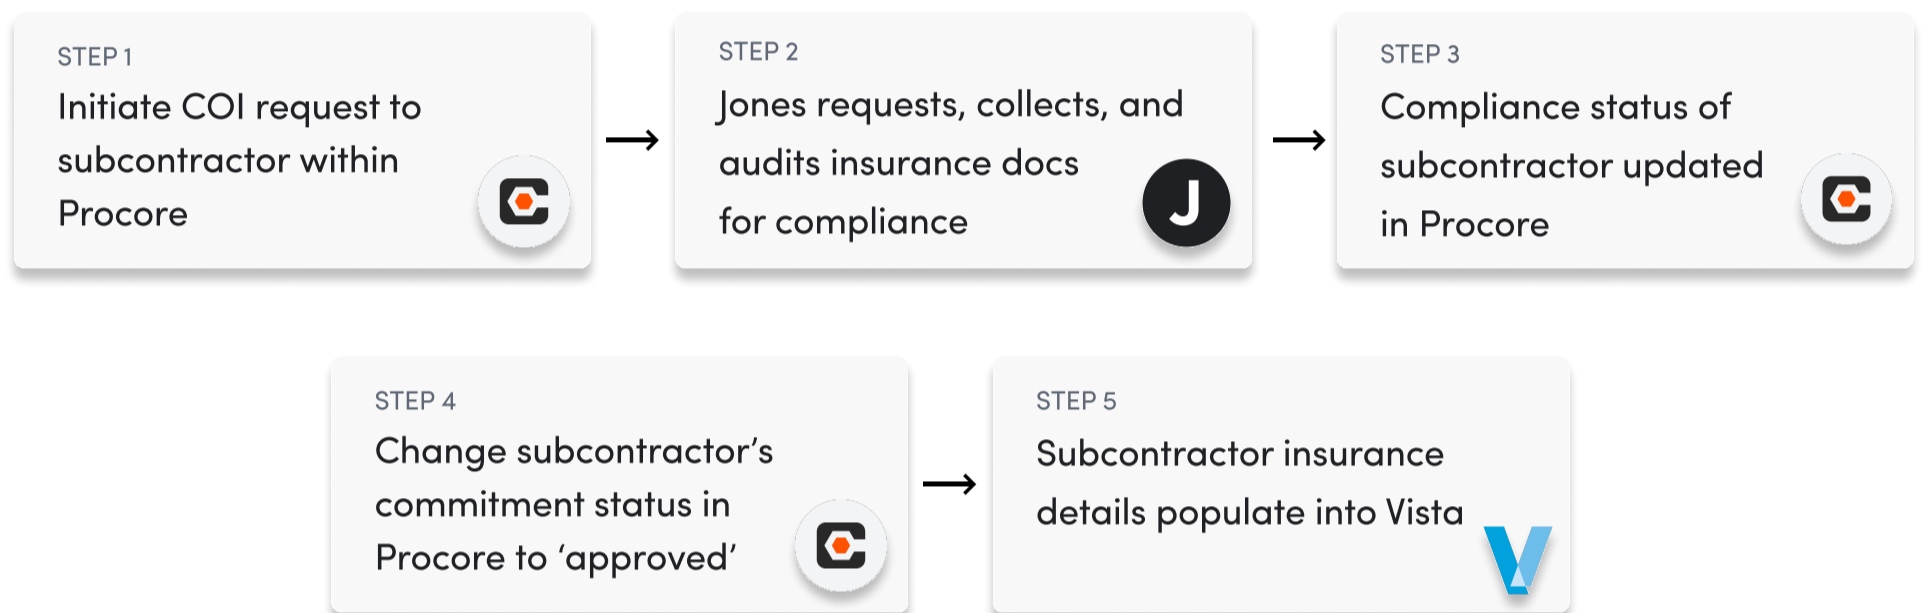 STEP 1
Initiate COI request to
subcontractor within
Procore
STEP 2
Jones requests, collects, and
audits insurance docs
for compliance
J
STEP 3
Compliance status of
subcontractor updated
in Procore
STEP 4
Change subcontractor’s
commitment status in
Procore to ‘approved’
STEP 5
Subcontractor insurance
details populate into Vista